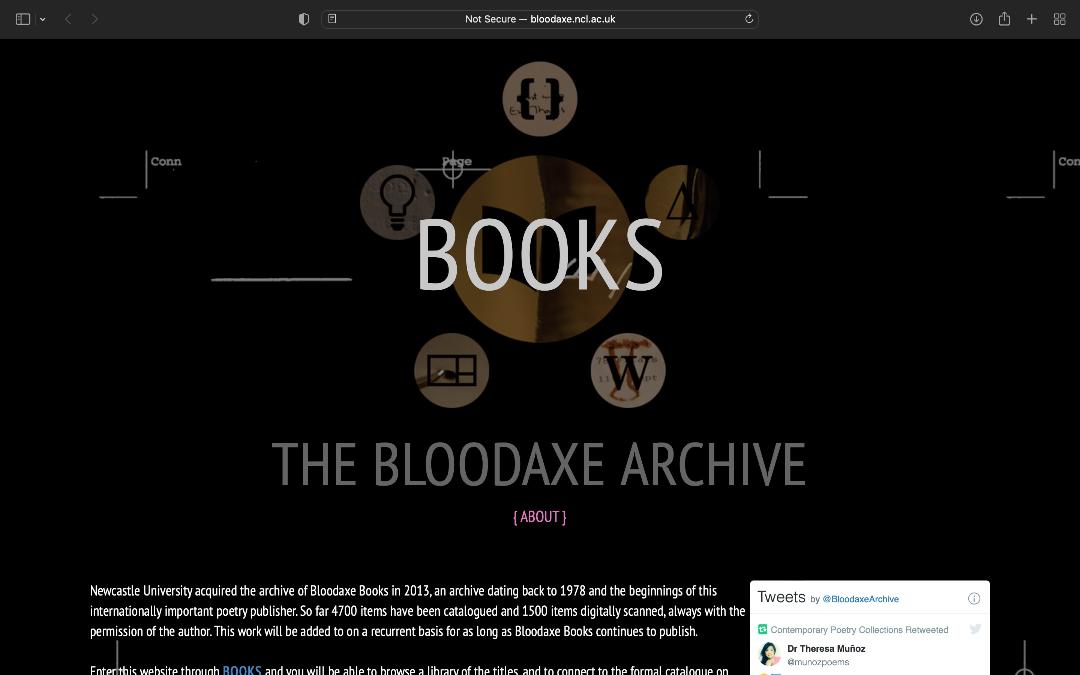 Not Secure — bloodaxe.ncl.ac.uk
{ }
Conn
Page
Con
BOOKS
W
THE BLOODAXE ARCHIVE
{ ABOUT }
Newcastle University acquired the archive of Bloodaxe Books in 2013, an archive dating back to 1978 and the beginnings of this
internationally important poetry publisher. So far 4700 items have been catalogued and 1500 items digitally scanned, always with the
permission of the author. This work will be added to on a recurrent basis for as long as Bloodaxe Books continues to publish.
Enter this website through BOOKS and you will be able to browse a library of the titles, and to connect to the formal catalogue on
Tweets by @BloodaxeArchive
Contemporary Poetry Collections Retweeted
Dr Theresa Muñoz
@munozpoems